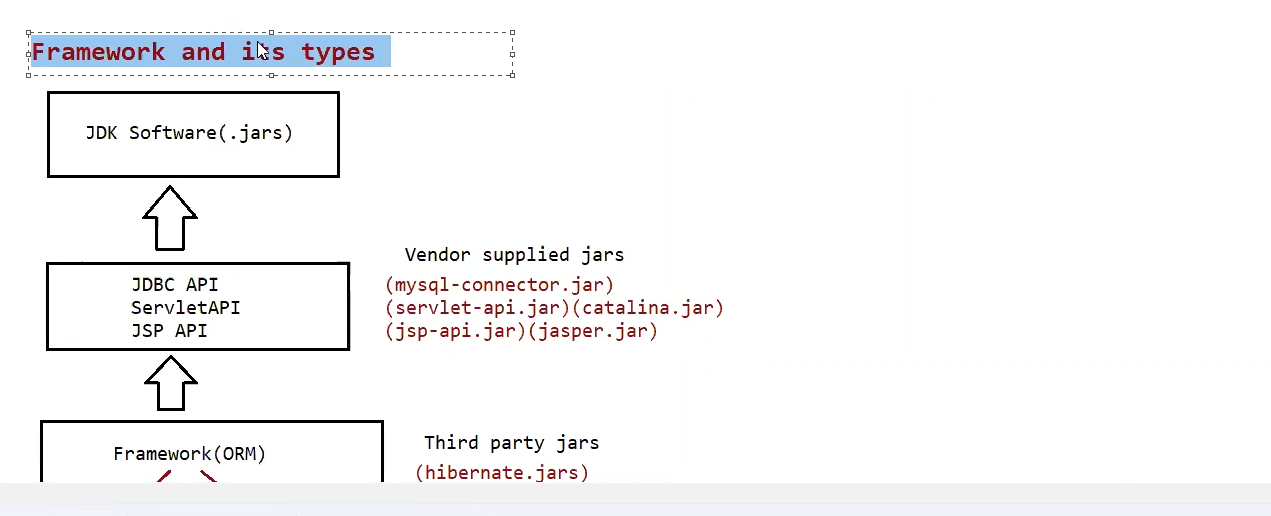 Framework and its types
JDK Software(.jars)
Vendor supplied jars
JDBC API
(mysql-connector.jar)
ServletAPI
(servlet-api.jar)(catalina.jar)
JSP API
(jsp-api.jar)(jasper.jar)
Third party jars
Framework(ORM)
(hibernate.jars)